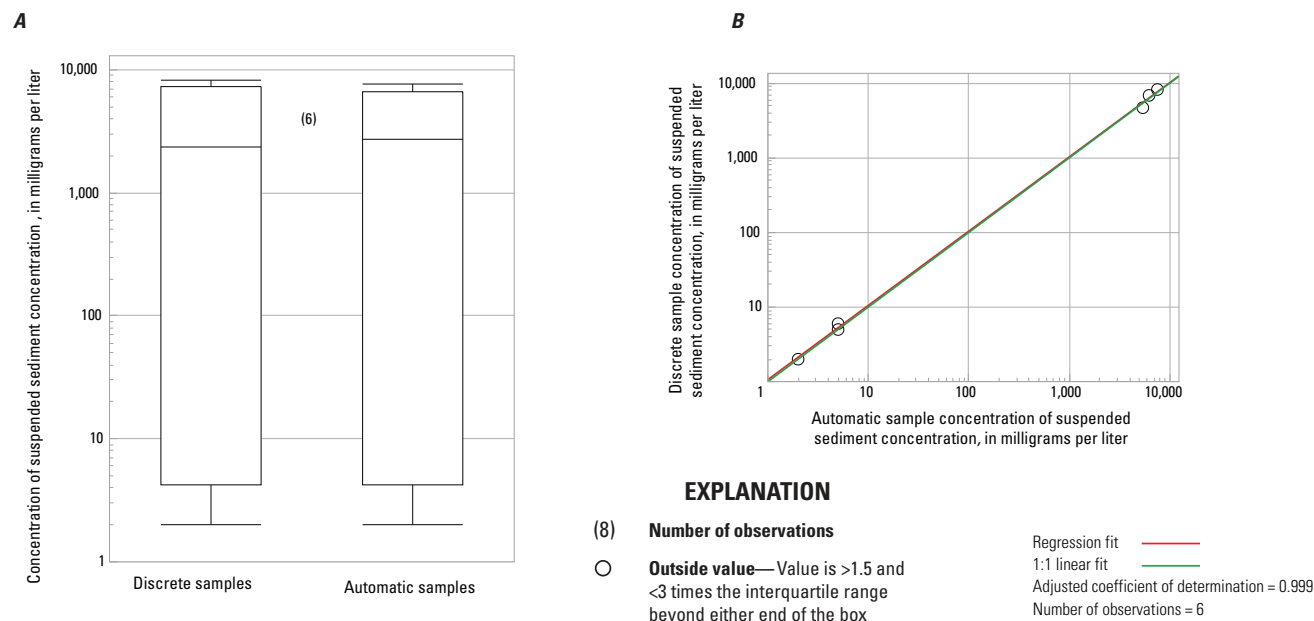 A
Concentration of suspended sediment concentration , in milligrams per liter
10,000
1,000
100
10
1
(6)
Discrete samples
Automatic samples
B
Discrete sample concentration of suspended
sediment concentration, in milligrams per liter
10,000
1,000
100
10
1
10
100
1,000
10,000
Automatic sample concentration of suspended
sediment concentration, in milligrams per liter
EXPLANATION
(8) Number of observations
Outside value—Value is >1.5 and
<3 times the interquartile range
beyond either end of the box
Regression fit
1:1 linear fit
Adjusted coefficient of determination = 0.999
Number of observations = 6